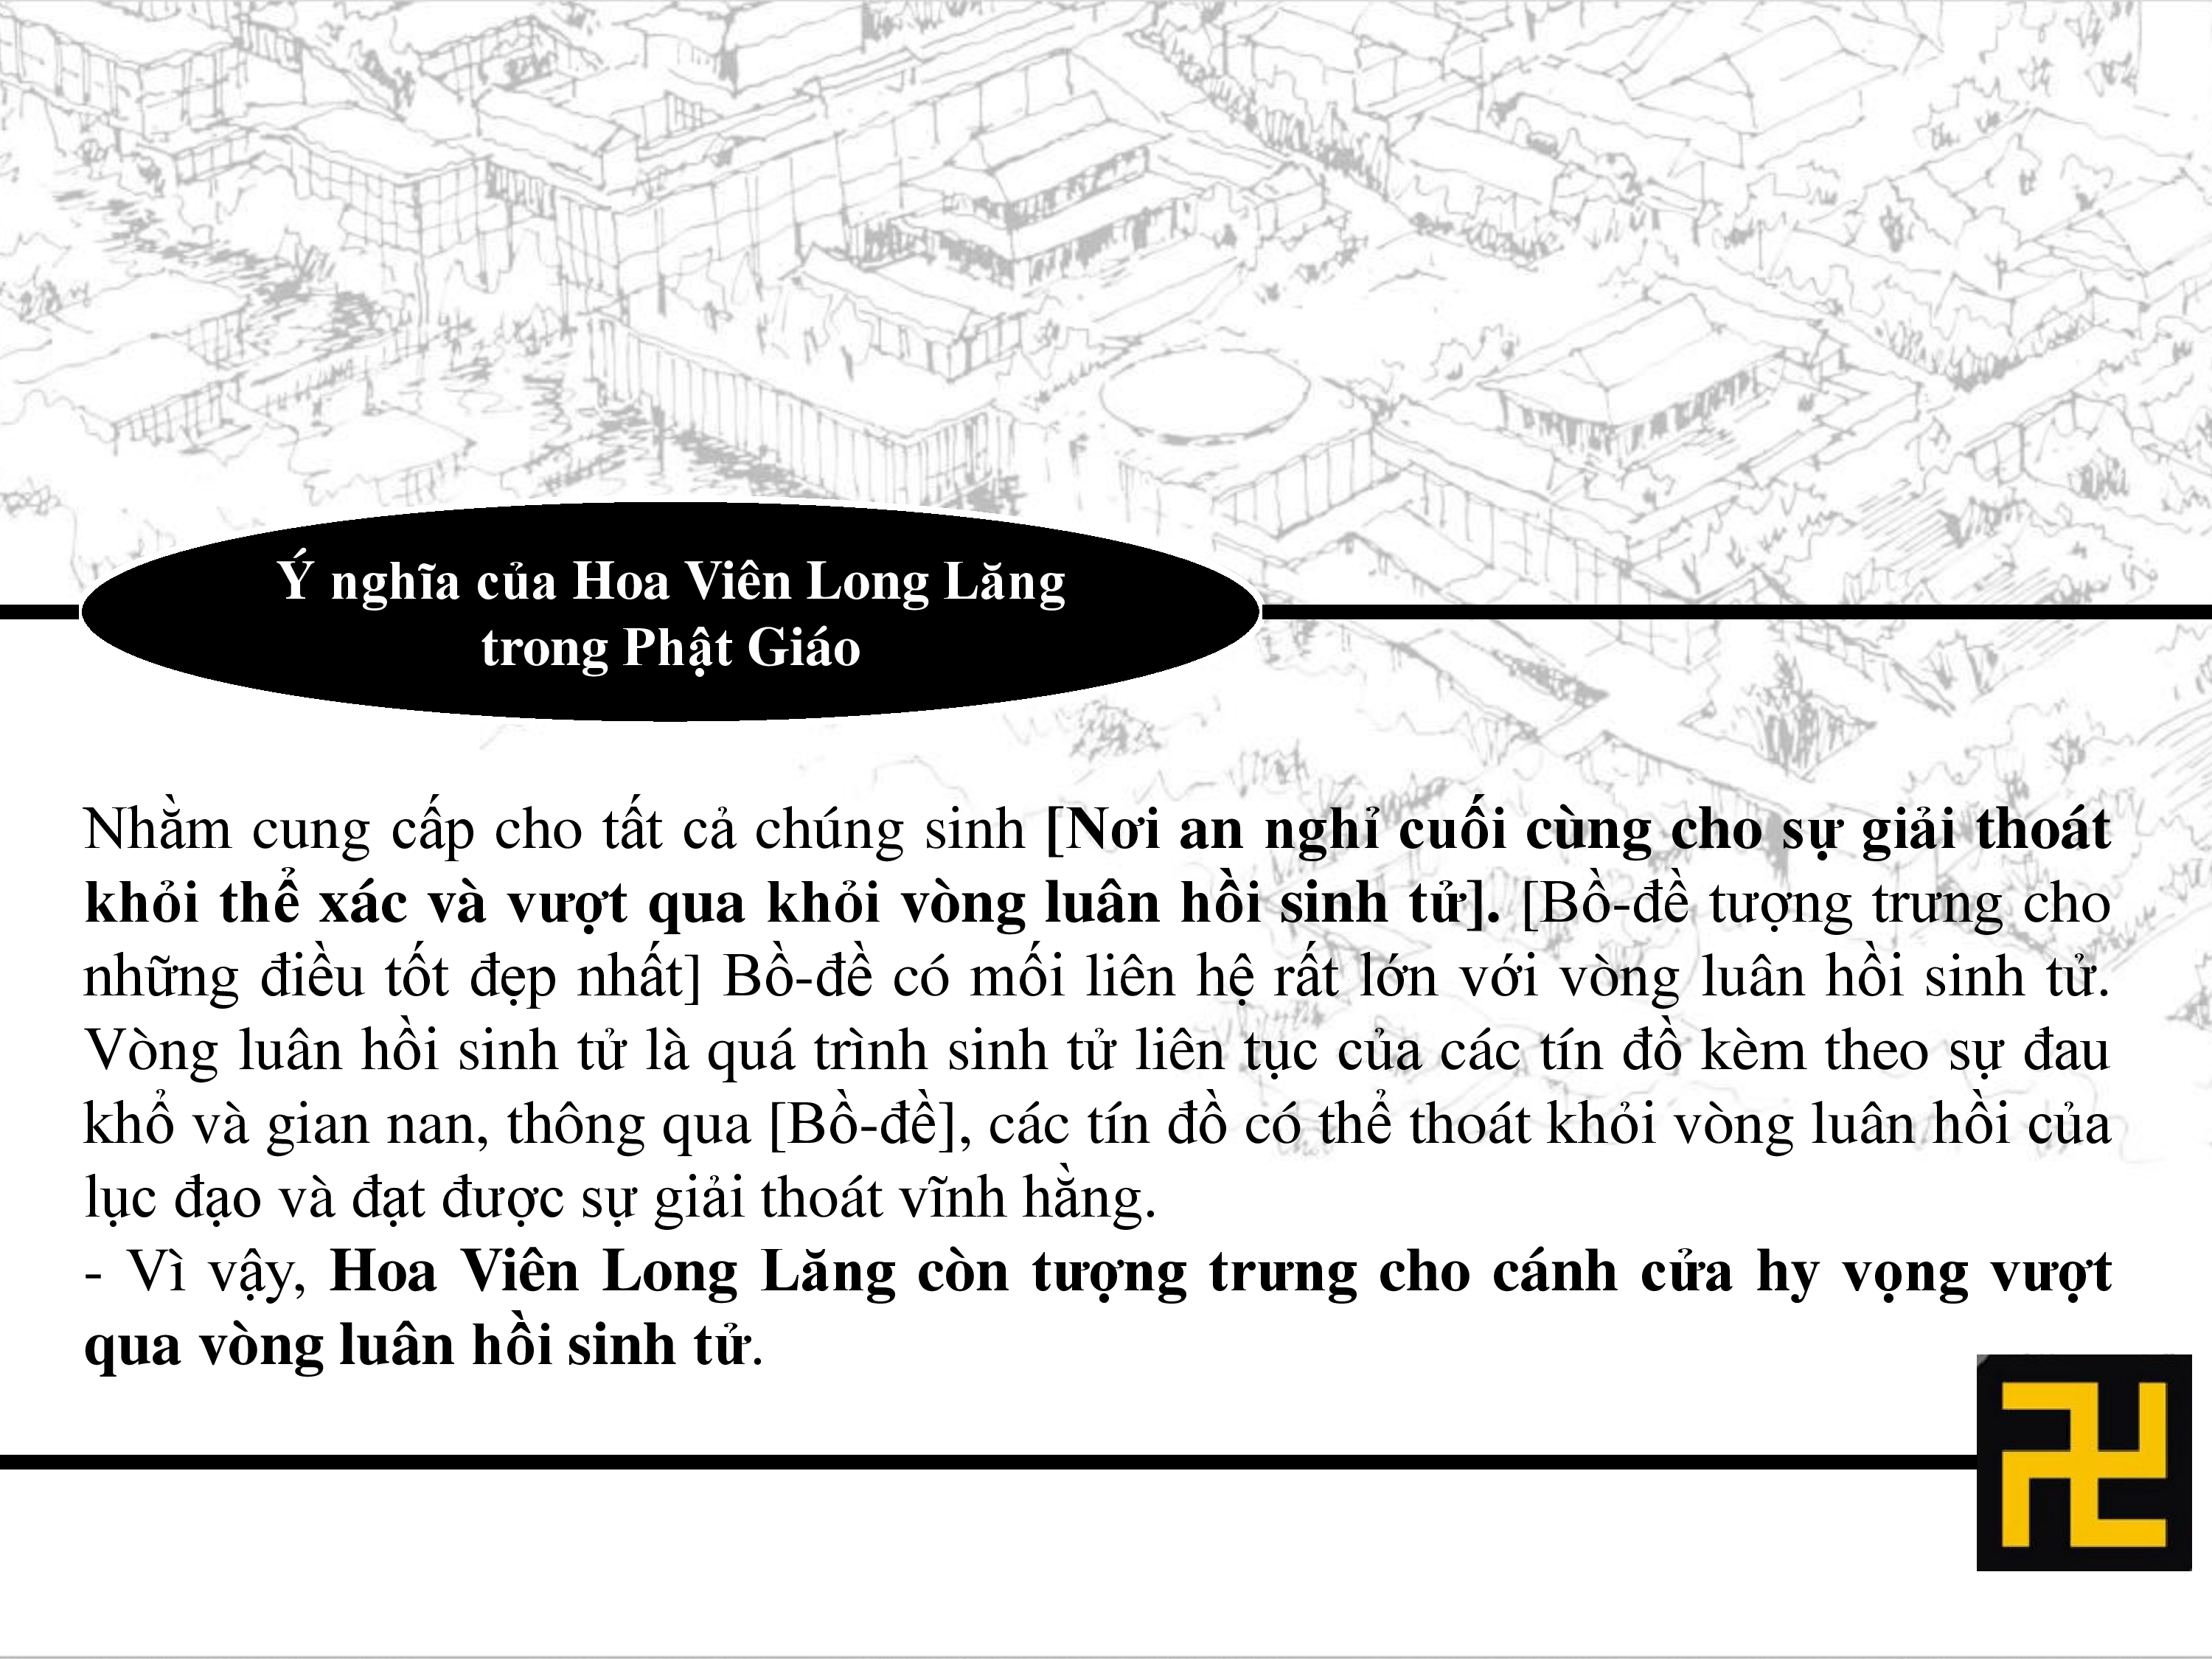 Ý nghĩa của Hoa Viên Long Lăng
trong Phật Giáo
Nhằm cung cấp cho tất cả chúng sinh [Nơi an nghỉ cuối cùng cho sự giải thoát
khỏi thể xác và vượt qua khỏi vòng luân hồi sinh tử]. [Bồ-đề tượng trưng cho
những điều tốt đẹp nhất] Bồ-đề có mối liên hệ rất lớn với vòng luân hồi sinh tử.
Vòng luân hồi sinh tử là quá trình sinh tử liên tục của các tín đồ kèm theo sự đau
khổ và gian nan, thông qua [Bồ-đề], các tín đồ có thể thoát khỏi vòng luân hồi của
lục đạo và đạt được sự giải thoát vĩnh hằng.
- Vì vậy, Hoa Viên Long Lăng còn tượng trưng cho cánh cửa hy vọng vượt
qua vòng luân hồi sinh tử.